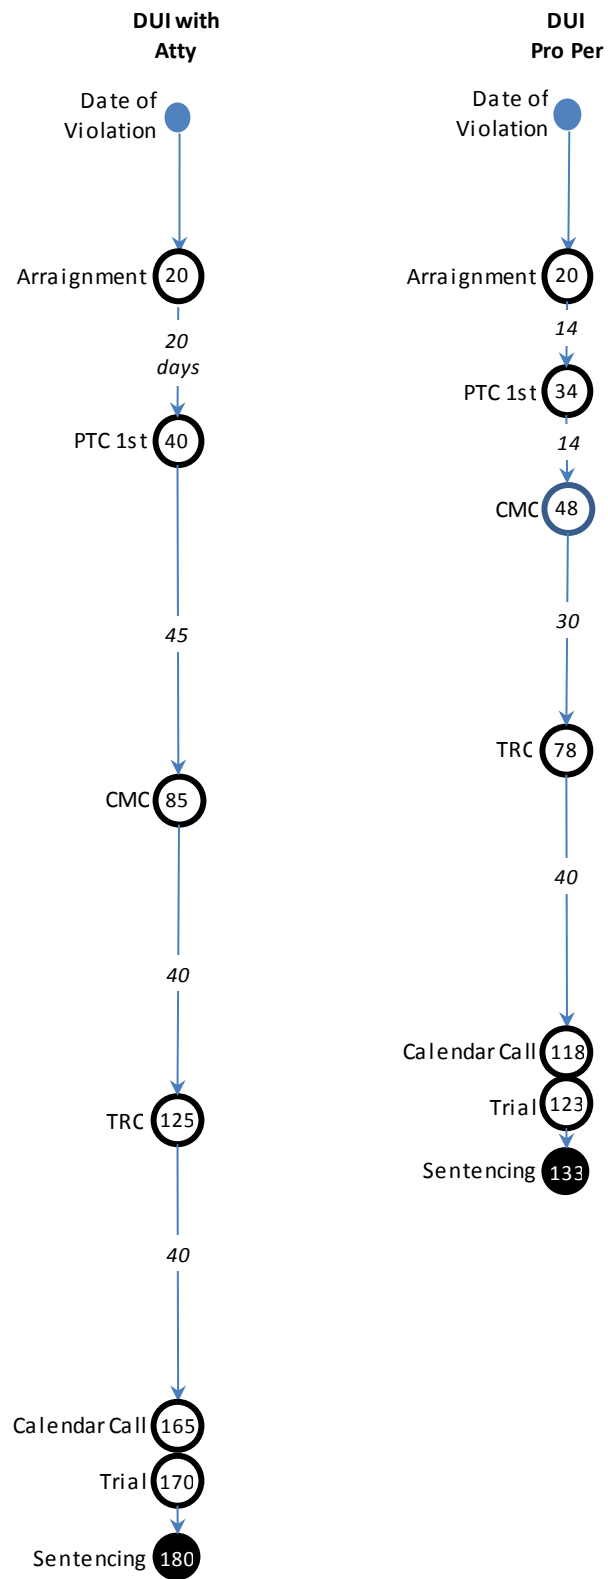 DUI with
Atty
Date of
Violation
Arraignment 20
20
days
PTC 1st 40
45
CMC 85
40
TRC 125
40
Calendar Call 165
Trial 170
Sentencing 180
DUI
Pro Per
Date of
Violation
Arraignment 20
14
PTC 1st 34
14
CMC 48
30
TRC 78
40
Calendar Call 118
Trial 123
Sentencing 133